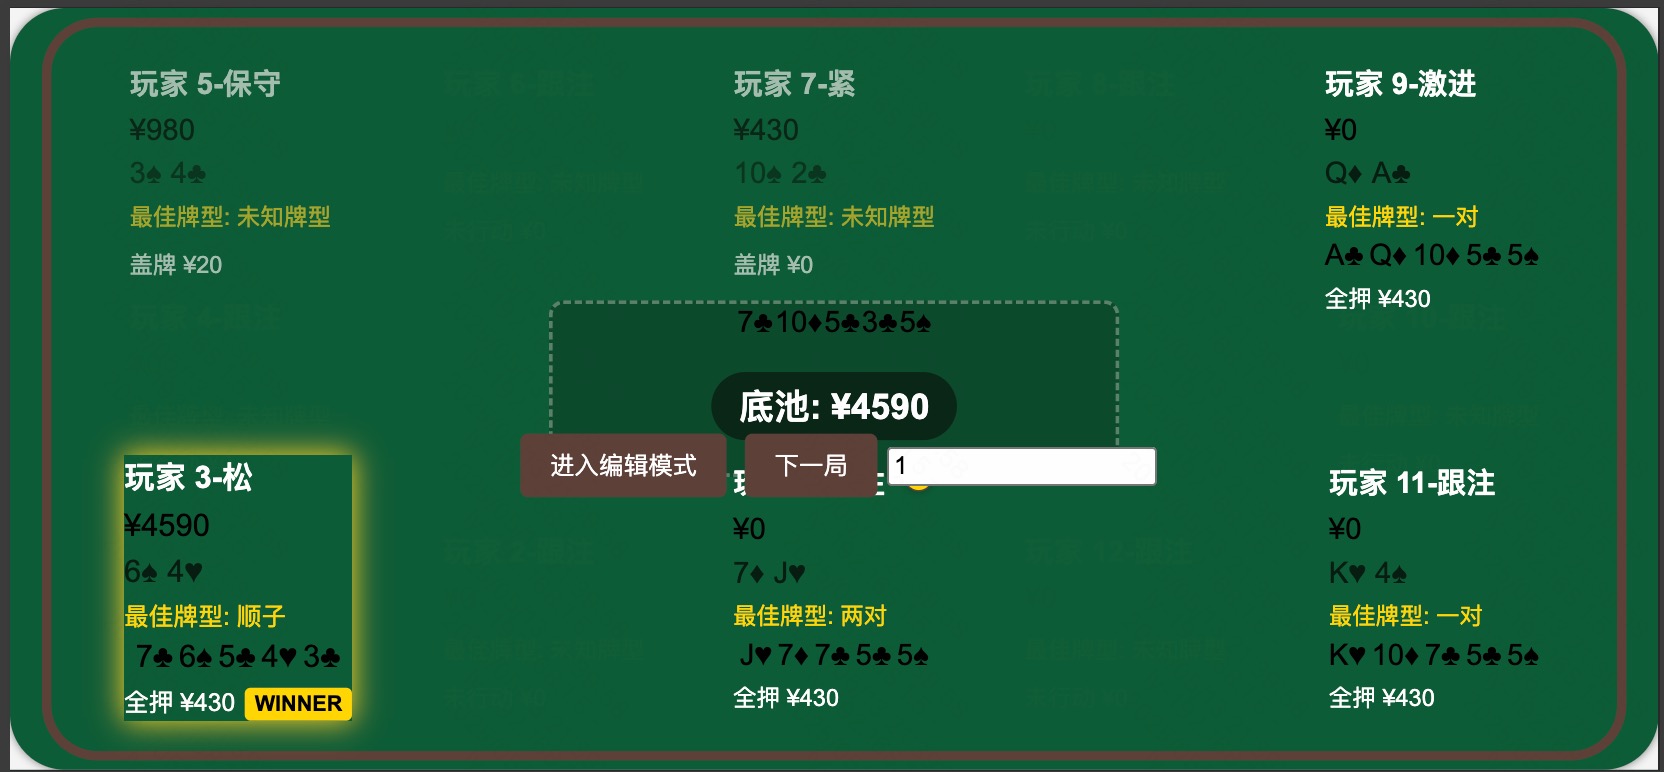 玩家 5-保守
¥980
3♠ 4♣
最佳牌型: 未知牌型
盖牌 ¥20
玩家 7-紧
¥430
10♠ 2♣
最佳牌型: 未知牌型
盖牌 ¥0
玩家 9-激进
¥0
Q♦ A♣
最佳牌型: 一对
A♣ Q♦ 10♦ 5♣ 5♠
全押 ¥430
7♣ 10♦ 5♣ 3♣ 5♠
底池: ¥4590
进入编辑模式
下一局
1
玩家 3-松
¥4590
6♠ 4♥
最佳牌型: 顺子
7♣ 6♠ 5♣ 4♥ 3♣
全押 ¥430 WINNER
¥0
7♦ J♥
最佳牌型: 两对
J♥ 7♦ 7♣ 5♣ 5♠
全押 ¥430
玩家 11-跟注
¥0
K♥ 4♠
最佳牌型: 一对
K♥ 10♦ 7♣ 5♣ 5♠
全押 ¥430